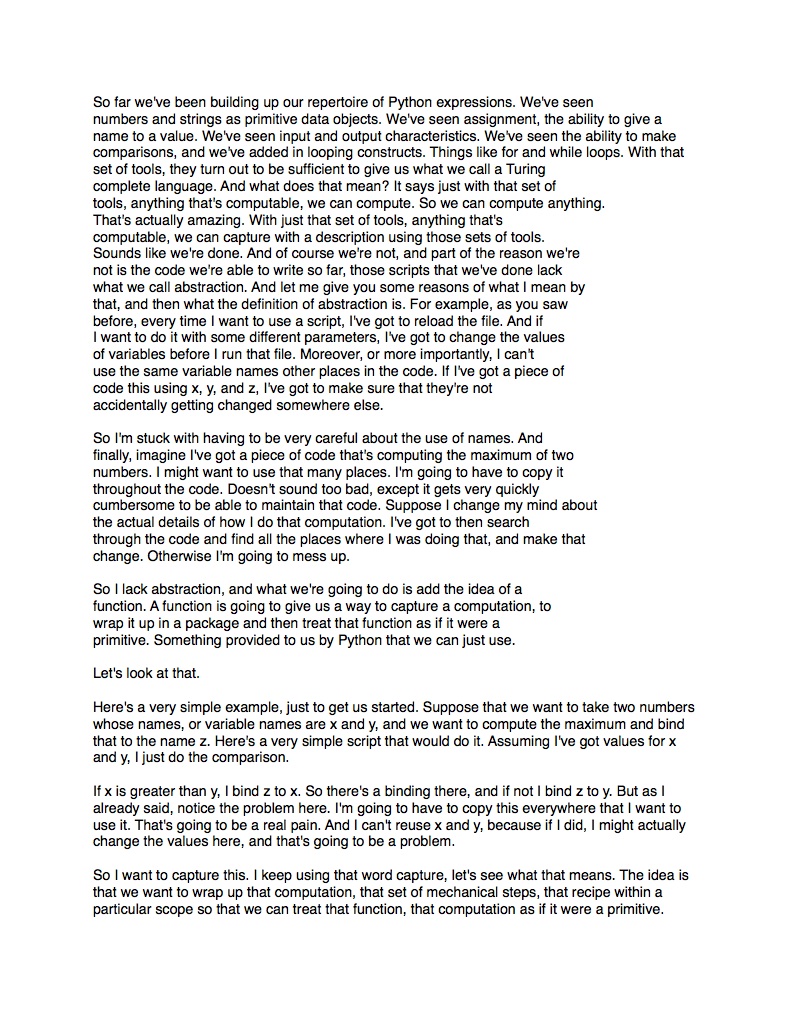 So far we've been building up our repertoire of Python expressions. We've seen
numbers and strings as primitive data objects. We've seen assignment, the ability to give a
name to a value. We've seen input and output characteristics. We've seen the ability to make
comparisons, and we've added in looping constructs. Things like for and while loops. With that
set of tools, they turn out to be sufficient to give us what we call a Turing
complete language. And what does that mean? It says just with that set of
tools, anything that's computable, we can compute. So we can compute anything.
That's actually amazing. With just that set of tools, anything that's
computable, we can capture with a description using those sets of tools.
Sounds like we're done. And of course we're not, and part of the reason we're
not is the code we're able to write so far, those scripts that we've done lack
what we call abstraction. And let me give you some reasons of what I mean by
that, and then what the definition of abstraction is. For example, as you saw
before, every time I want to use a script, I've got to reload the file. And if
I want to do it with some different parameters, I've got to change the values
of variables before I run that file. Moreover, or more importantly, I can't
use the same variable names other places in the code. If I've got a piece of
code this using x, y, and z, I've got to make sure that they're not
accidentally getting changed somewhere else.
So I'm stuck with having to be very careful about the use of names. And
finally, imagine I've got a piece of code that's computing the maximum of two
numbers. I might want to use that many places. I'm going to have to copy it
throughout the code. Doesn't sound too bad, except it gets very quickly
cumbersome to be able to maintain that code. Suppose I change my mind about
the actual details of how I do that computation. I've got to then search
through the code and find all the places where I was doing that, and make that
change. Otherwise I'm going to mess up.
So I lack abstraction, and what we're going to do is add the idea of a
function. A function is going to give us a way to capture a computation, to
wrap it up in a package and then treat that function as if it were a
primitive. Something provided to us by Python that we can just use.
Let's look at that.
Here's a very simple example, just to get us started. Suppose that we want to take two numbers
whose names, or variable names are x and y, and we want to compute the maximum and bind
that to the name z. Here's a very simple script that would do it. Assuming I've got values for x
and y, I just do the comparison.
If x is greater than y, I bind z to x. So there's a binding there, and if not I bind z to y. But as I
already said, notice the problem here. I'm going to have to copy this everywhere that I want to
use it. That's going to be a real pain. And I can't reuse x and y, because if I did, I might actually
change the values here, and that's going to be a problem.
So I want to capture this. I keep using that word capture, let's see what that means. The idea is
that we want to wrap up that computation, that set of mechanical steps, that recipe within a
particular scope so that we can treat that function, that computation as if it were a primitive.